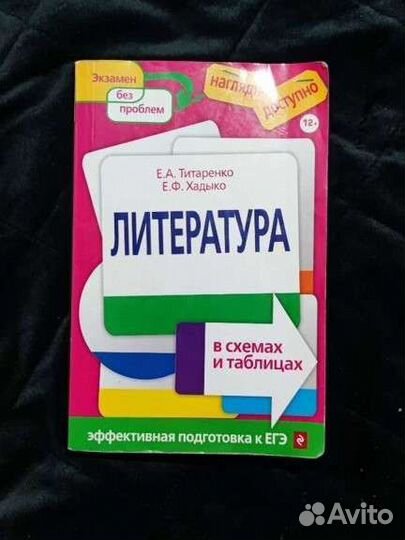 Экзамен
без
проблем
наглядно
доступно
12+
Е.А. Титаренко
Е.Ф. Хадыко
ЛИТЕРАТУРА
в схемах
и таблицах
эффективная подготовка к ЕГЭ
Avito